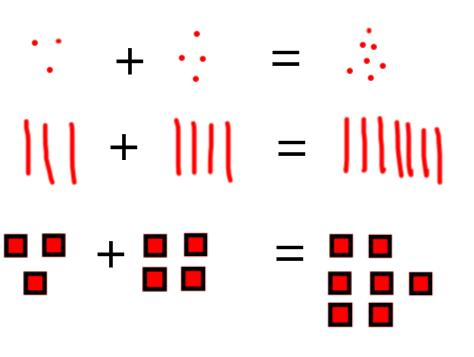 + =
+ =
+ =